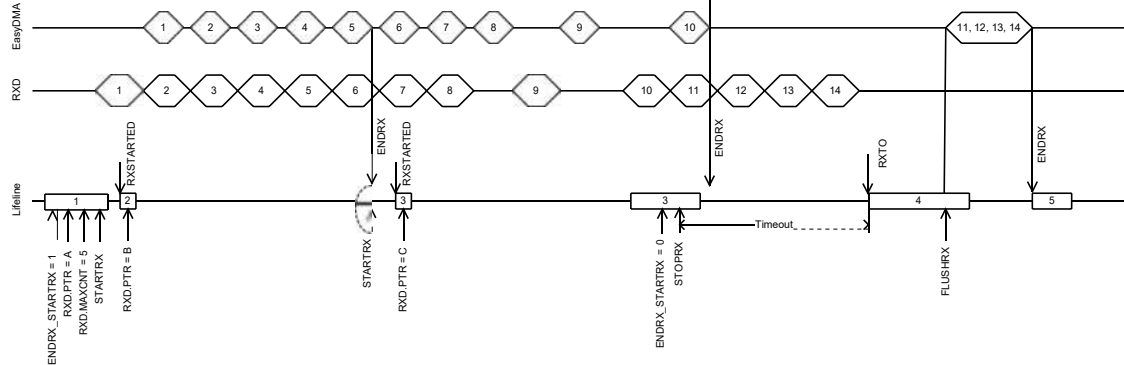 EasyDMA
1 2 3 4 5 6 7 8 9 10 11, 12, 13, 14
RXD
1 2 3 4 5 6 7 8 9 10 11 12 13 14
RXSTARTED
ENDRX
RXSTARTED
ENDRX
RXTO
ENDRX
Lifeline
1 2 3 3 4 5
Timeout
ENDRX_STARTRX = 1
RXD.PTR = A
RXD.MAXCNT = 5
STARTRX
RXD.PTR = B
STARTRX
RXD.PTR = C
ENDRX_STARTRX = 0
STOPRX
FLUSHRX